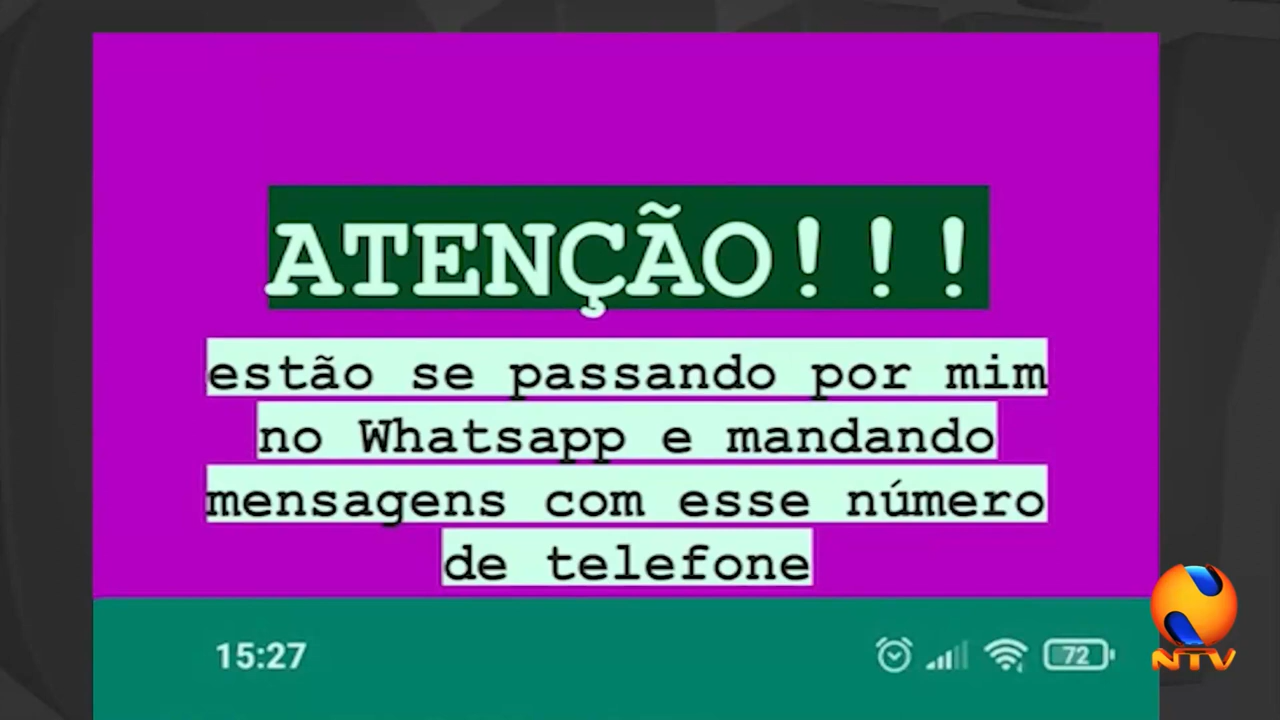 ATENÇÃO!!!
estão se passando por mim
no Whatsapp e mandando
mensagens com esse número
de telefone
15:27
72
NTV